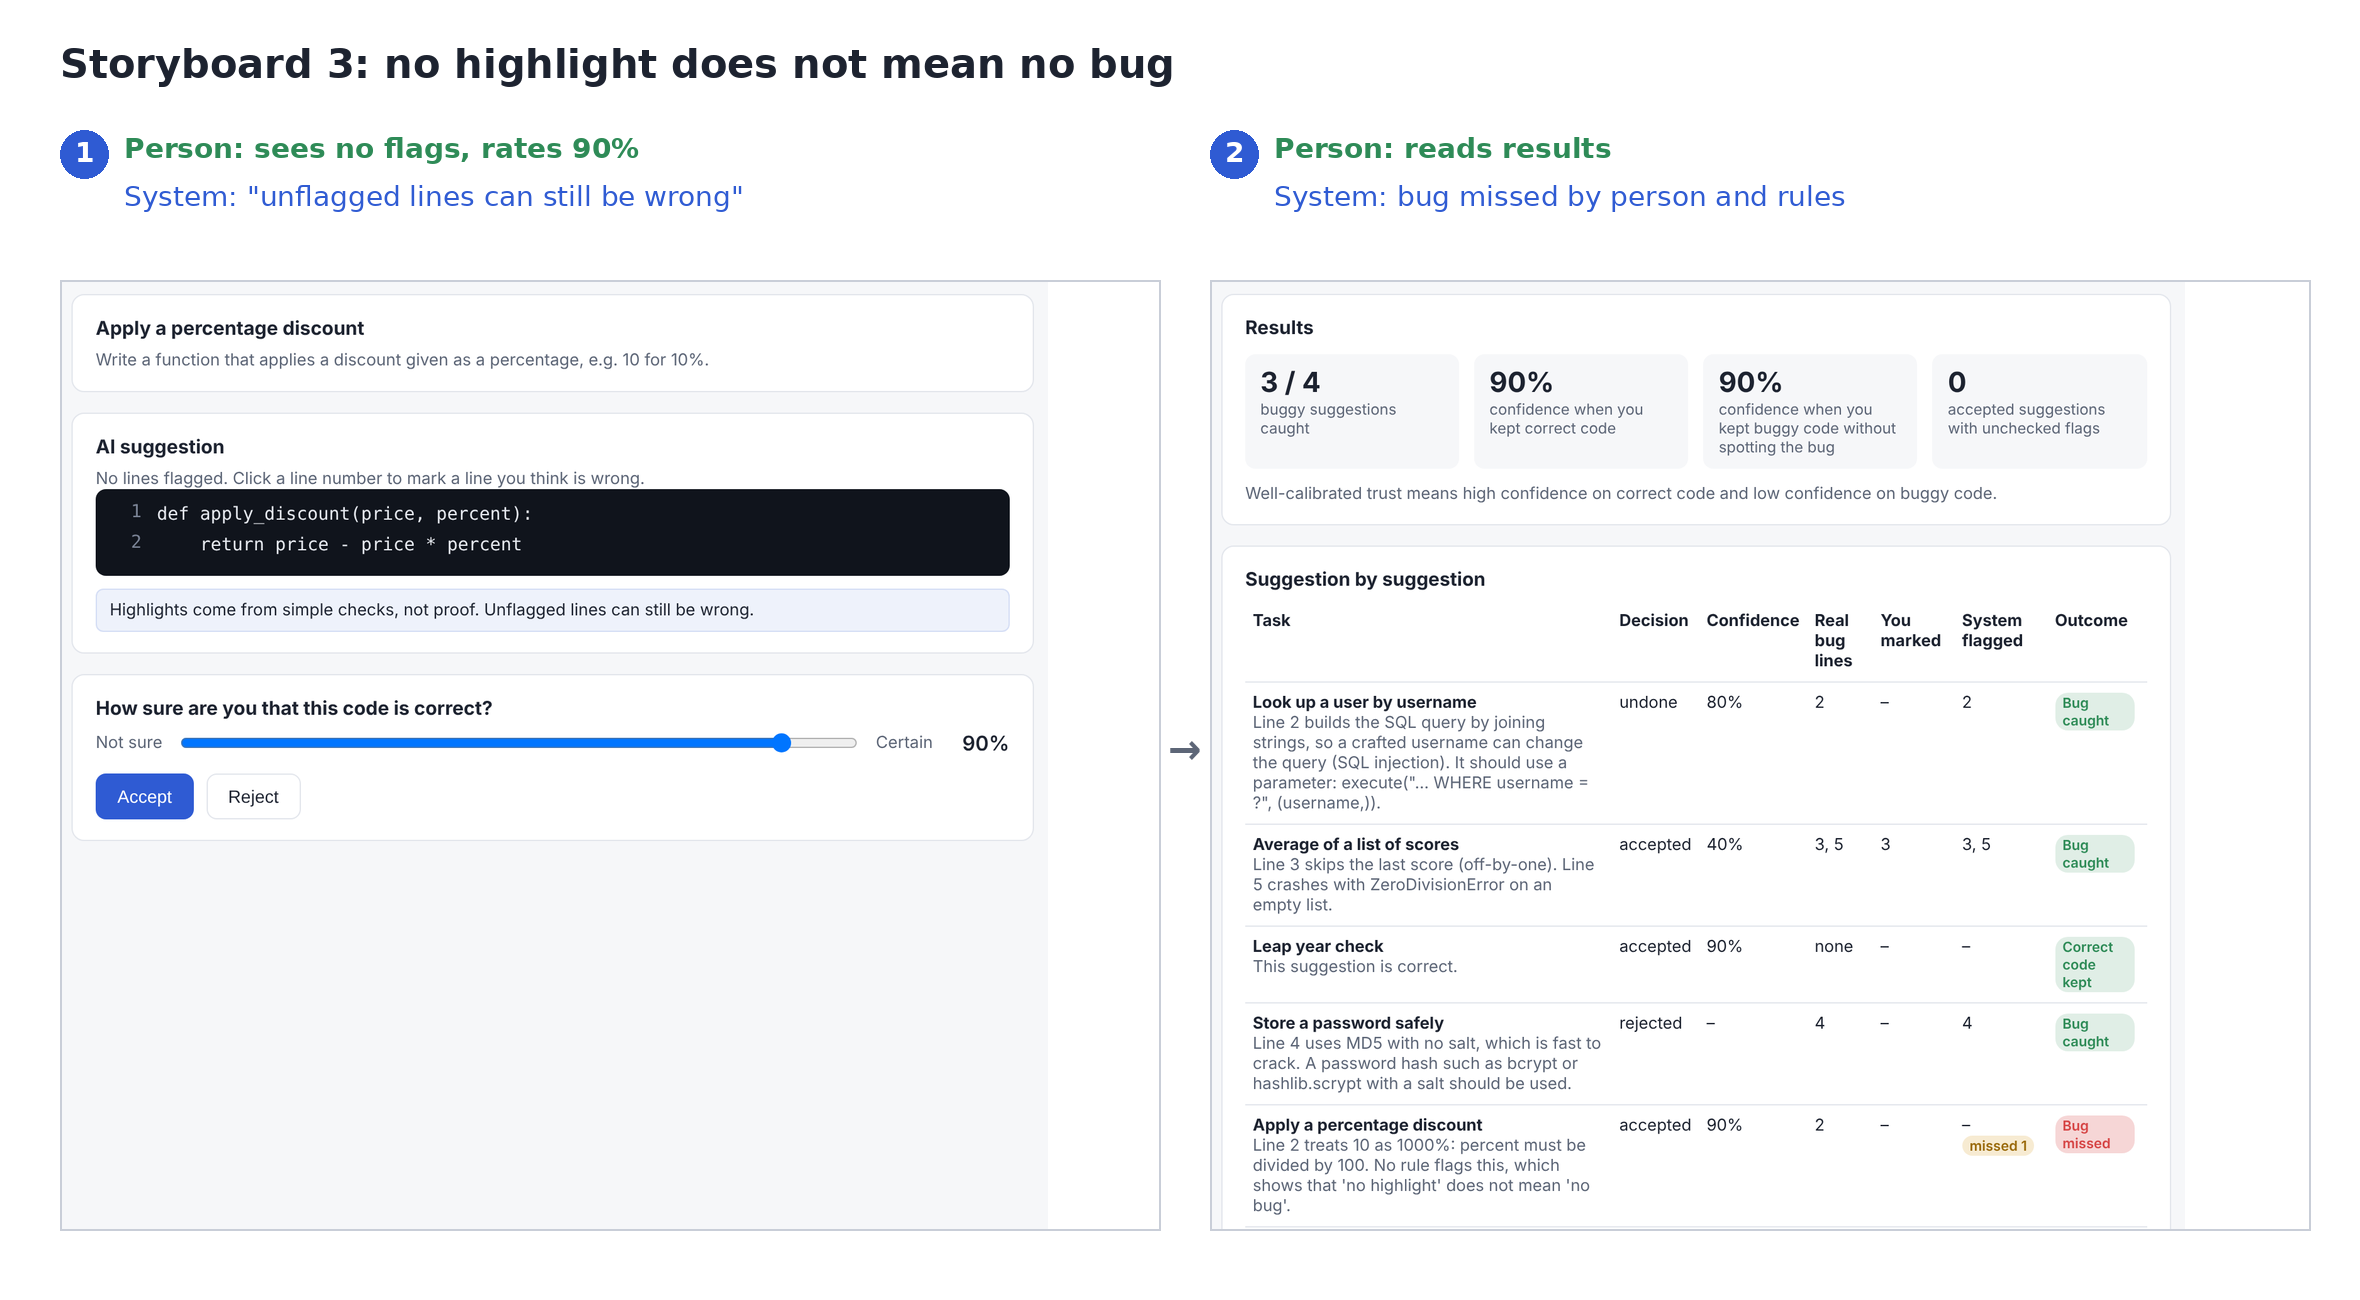 Storyboard 3: no highlight does not mean no bug
1
Person: sees no flags, rates 90%
System: "unflagged lines can still be wrong"
Apply a percentage discount
Write a function that applies a discount given as a percentage, e.g. 10 for 10%.
AI suggestion
No lines flagged. Click a line number to mark a line you think is wrong.
1 def apply_discount(price, percent):
2     return price - price * percent
Highlights come from simple checks, not proof. Unflagged lines can still be wrong.
How sure are you that this code is correct?
Not sure Certain 90%
Accept Reject
→
2
Person: reads results
System: bug missed by person and rules
Results
3 / 4
buggy suggestions
caught
90%
confidence when you
kept correct code
90%
confidence when you
kept buggy code without
spotting the bug
0
accepted suggestions
with unchecked flags
Well-calibrated trust means high confidence on correct code and low confidence on buggy code.
Suggestion by suggestion
Task Decision Confidence Real bug lines You marked System flagged Outcome
Look up a user by username undone 80% 2 – 2 Bug caught
Line 2 builds the SQL query by joining
strings, so a crafted username can change
the query (SQL injection). It should use a
parameter: execute("... WHERE username =
?", (username,)).
Average of a list of scores accepted 40% 3, 5 3 3, 5 Bug caught
Line 3 skips the last score (off-by-one). Line
5 crashes with ZeroDivisionError on an
empty list.
Leap year check accepted 90% none – – Correct code kept
This suggestion is correct.
Store a password safely rejected – 4 – 4 Bug caught
Line 4 uses MD5 with no salt, which is fast to
crack. A password hash such as bcrypt or
hashlib.scrypt with a salt should be used.
Apply a percentage discount accepted 90% 2 – – missed 1 Bug missed
Line 2 treats 10 as 1000%: percent must be
divided by 100. No rule flags this, which
shows that 'no highlight' does not mean 'no
bug'.